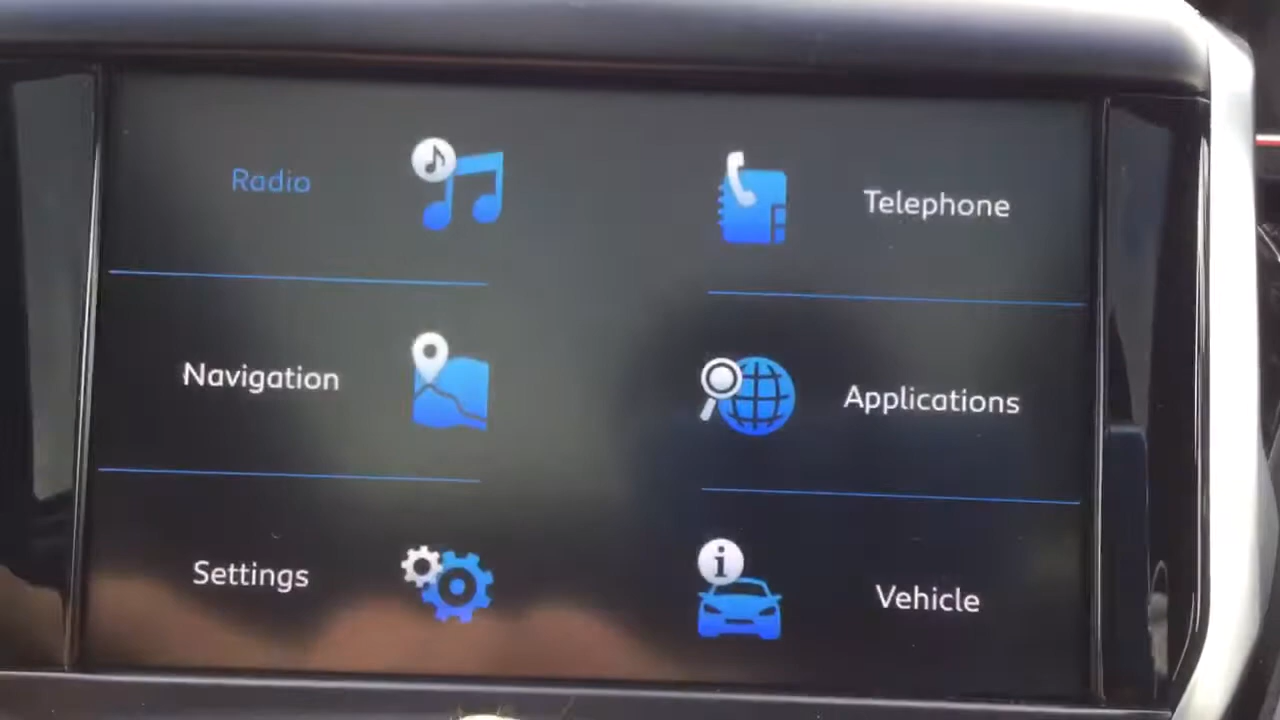 Radio
Telephone
Navigation
Applications
Settings
Vehicle